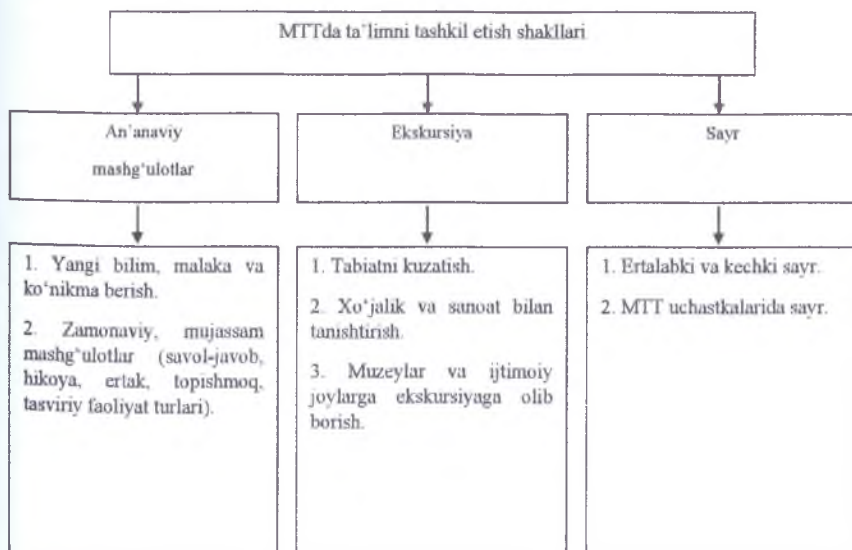 MTTda ta'limni tashkil etish shakllari
An'anaviy
mashg'ulotlar
Ekskursiya
Sayr
1. Yangi bilim, malaka va
ko'nikma berish.
2. Zamonaviy, mujassam
mashg'ulotlar (savol-javob,
hikoya, ertak, topishmoq,
tasviriy faoliyat turlari).
1. Tabiatni kuzatish.
2. Xo'jalik va sanoat bilan
tanishtirish.
3. Muzeylar va ijtimoiy
joylarga ekskursiyaga olib
borish.
1. Ertalabki va kechki sayr.
2. MTT uchastkalarida sayr.